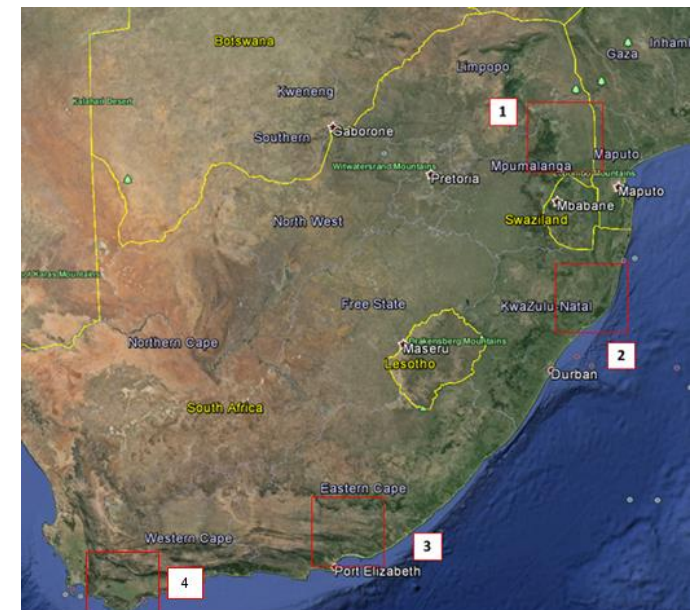 Botswana
Inhamb
Gaza
Limpopo
Kweneng
Kalahari Desert
1
Southern
Gaborone
Witwatersrand Mountains
Mpumalanga
Maputo
Pretoria
Mbabane
Maputo
Swaziland
North West
Free State
KwaZulu-Natal
Northern Cape
Drakensberg Mountains
Maseru
Lesotho
2
Durban
South Africa
Eastern Cape
Western Cape
3
Port Elizabeth
4